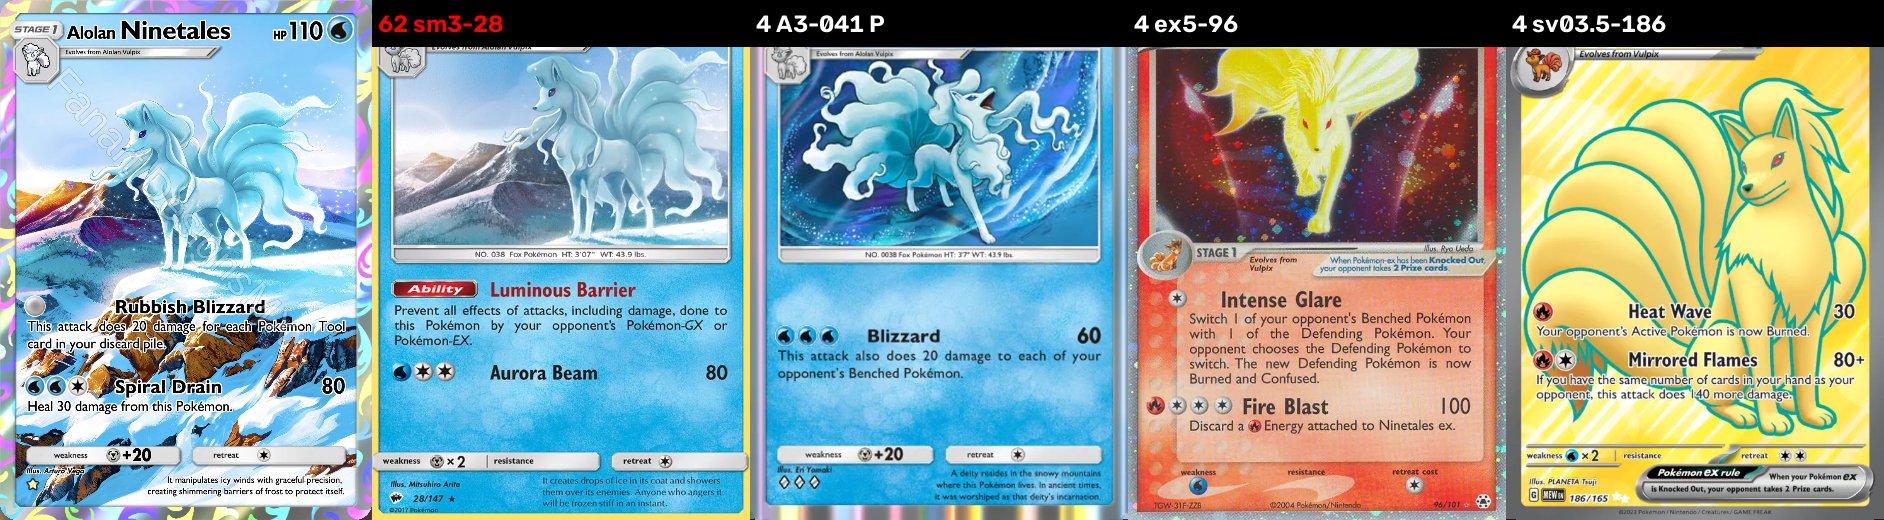 STAGE 1 Alolan Ninetales HP 110
Evolves from Alolan Vulpix
Rubbish Blizzard
This attack does 20 damage for each Pokémon Tool
card in your discard pile.
Spiral Drain 80
Heal 30 damage from this Pokémon.
weakness +20 retreat
Illus. Arturo Vega
It manipulates icy winds with graceful precision,
creating shimmering barriers of frost to protect itself.
62 sm3-28
Evolves from Alolan Vulpix
NO. 038 Fox Pokémon HT: 3'07" WT: 43.9 lbs.
Ability Luminous Barrier
Prevent all effects of attacks, including damage, done to
this Pokémon by your opponent's Pokémon-GX or
Pokémon-EX.
Aurora Beam 80
weakness ×2 resistance retreat
Illus. Mitsuhiro Arita
28/147 ★
©2017 Pokémon
It creates drops of ice in its coat and showers
them over its enemies. Anyone who angers it
will be frozen stiff in an instant.
4 A3-041 P
Evolves from Alolan Vulpix
NO. 0038 Fox Pokémon HT: 3'7" WT: 43.9 lbs.
Blizzard 60
This attack also does 20 damage to each of your
opponent's Benched Pokémon.
weakness +20 retreat
Illus. Eri Yamaki
A deity resides in the snowy mountains
where this Pokémon lives. In ancient times,
it was worshiped as that deity's incarnation.
4 ex5-96
Illus. Ryo Ueda
STAGE 1 Evolves from
Vulpix
When Pokémon-ex has been Knocked Out,
your opponent takes 2 Prize cards.
Intense Glare
Switch 1 of your opponent's Benched Pokémon
with 1 of the Defending Pokémon. Your
opponent chooses the Defending Pokémon to
switch. The new Defending Pokémon is now
Burned and Confused.
Fire Blast 100
Discard a Energy attached to Ninetales ex.
weakness resistance retreat cost
TGW-31F-ZZB ©2004 Pokémon/Nintendo 96/101
4 sv03.5-186
Evolves from Vulpix
Heat Wave 30
Your opponent's Active Pokémon is now Burned.
Mirrored Flames 80+
If you have the same number of cards in your hand as your
opponent, this attack does 140 more damage.
weakness ×2 resistance retreat
Illus. PLANETA Tsuji
G MEW EN 186/165
Pokémon ex rule When your Pokémon ex
is Knocked Out, your opponent takes 2 Prize cards.
©2023 Pokémon / Nintendo / Creatures / GAME FREAK